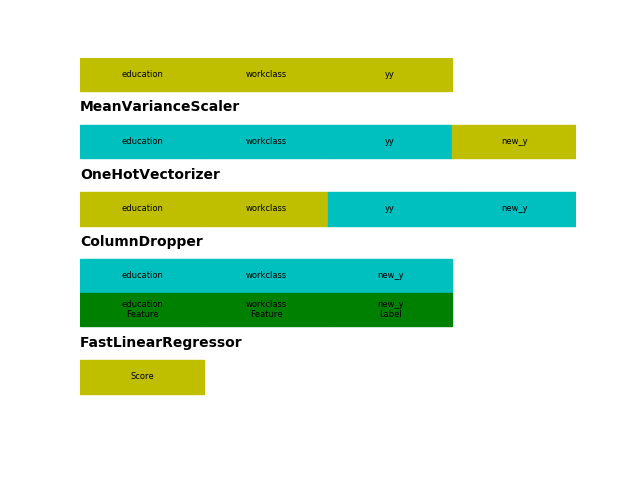 education workclass yy
MeanVarianceScaler
education workclass yy new_y
OneHotVectorizer
education workclass yy new_y
ColumnDropper
education workclass new_y
education workclass new_y
Feature Feature Label
FastLinearRegressor
Score